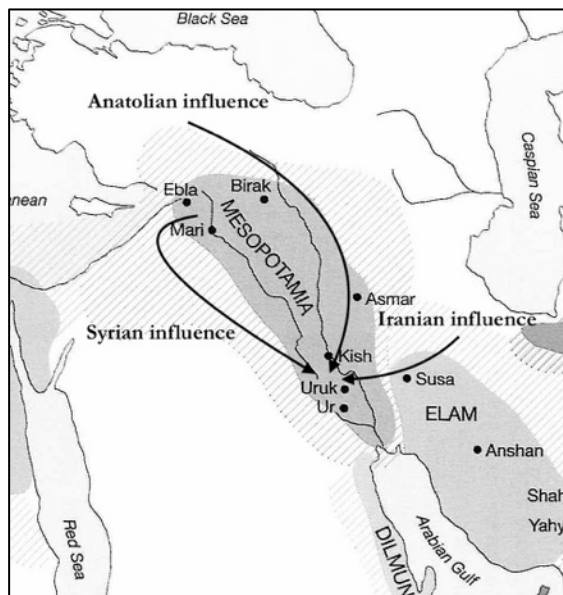 Black Sea
Anatolian influence
Caspian Sea
Ebla
Birak
nean
Mari
MESOPOTAMIA
Asmar
Syrian influence
Iranian influence
Kish
Susa
Uruk
Ur
ELAM
Anshan
Shah
Yahy
Red Sea
DILMUN
Arabian Gulf